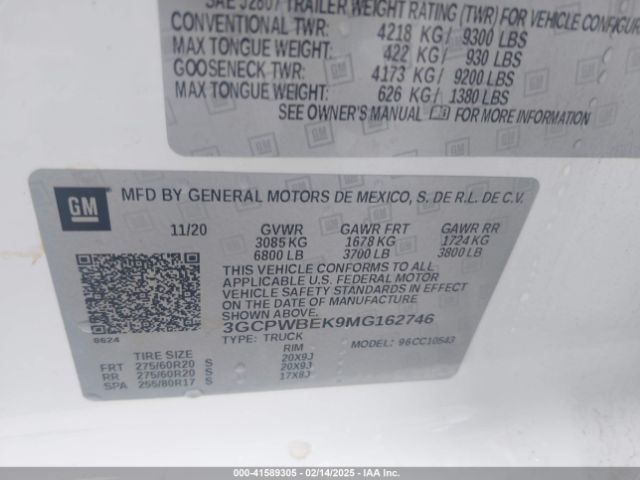 SAE J2807 TRAILER WEIGHT RATING (TWR) FOR VEHICLE CONFIGUR
CONVENTIONAL TWR: 4218 KG/ 9300 LBS
MAX TONGUE WEIGHT: 422 KG/ 930 LBS
GOOSENECK TWR: 4173 KG/ 9200 LBS
MAX TONGUE WEIGHT: 626 KG/ 1380 LBS
SEE OWNER'S MANUAL FOR MORE INFORMATION
GM
MFD BY GENERAL MOTORS DE MEXICO, S. DE R.L. DE C.V.
11/20 GVWR GAWR FRT GAWR RR
3085 KG 1678 KG 1724 KG
6800 LB 3700 LB 3800 LB
THIS VEHICLE CONFORMS TO ALL
APPLICABLE U.S. FEDERAL MOTOR
VEHICLE SAFETY STANDARDS IN EFFECT
ON THE DATE OF MANUFACTURE
SHOWN ABOVE.
3GCPWBEK9MG162746
8624
TYPE: TRUCK MODEL: 96CC10543
TIRE SIZE RIM
FRT 275/60R20 S 20X9J
RR 275/60R20 S 20X9J
SPA 255/80R17 S 17X8J
000-41589305 - 02/14/2025 - IAAI.com